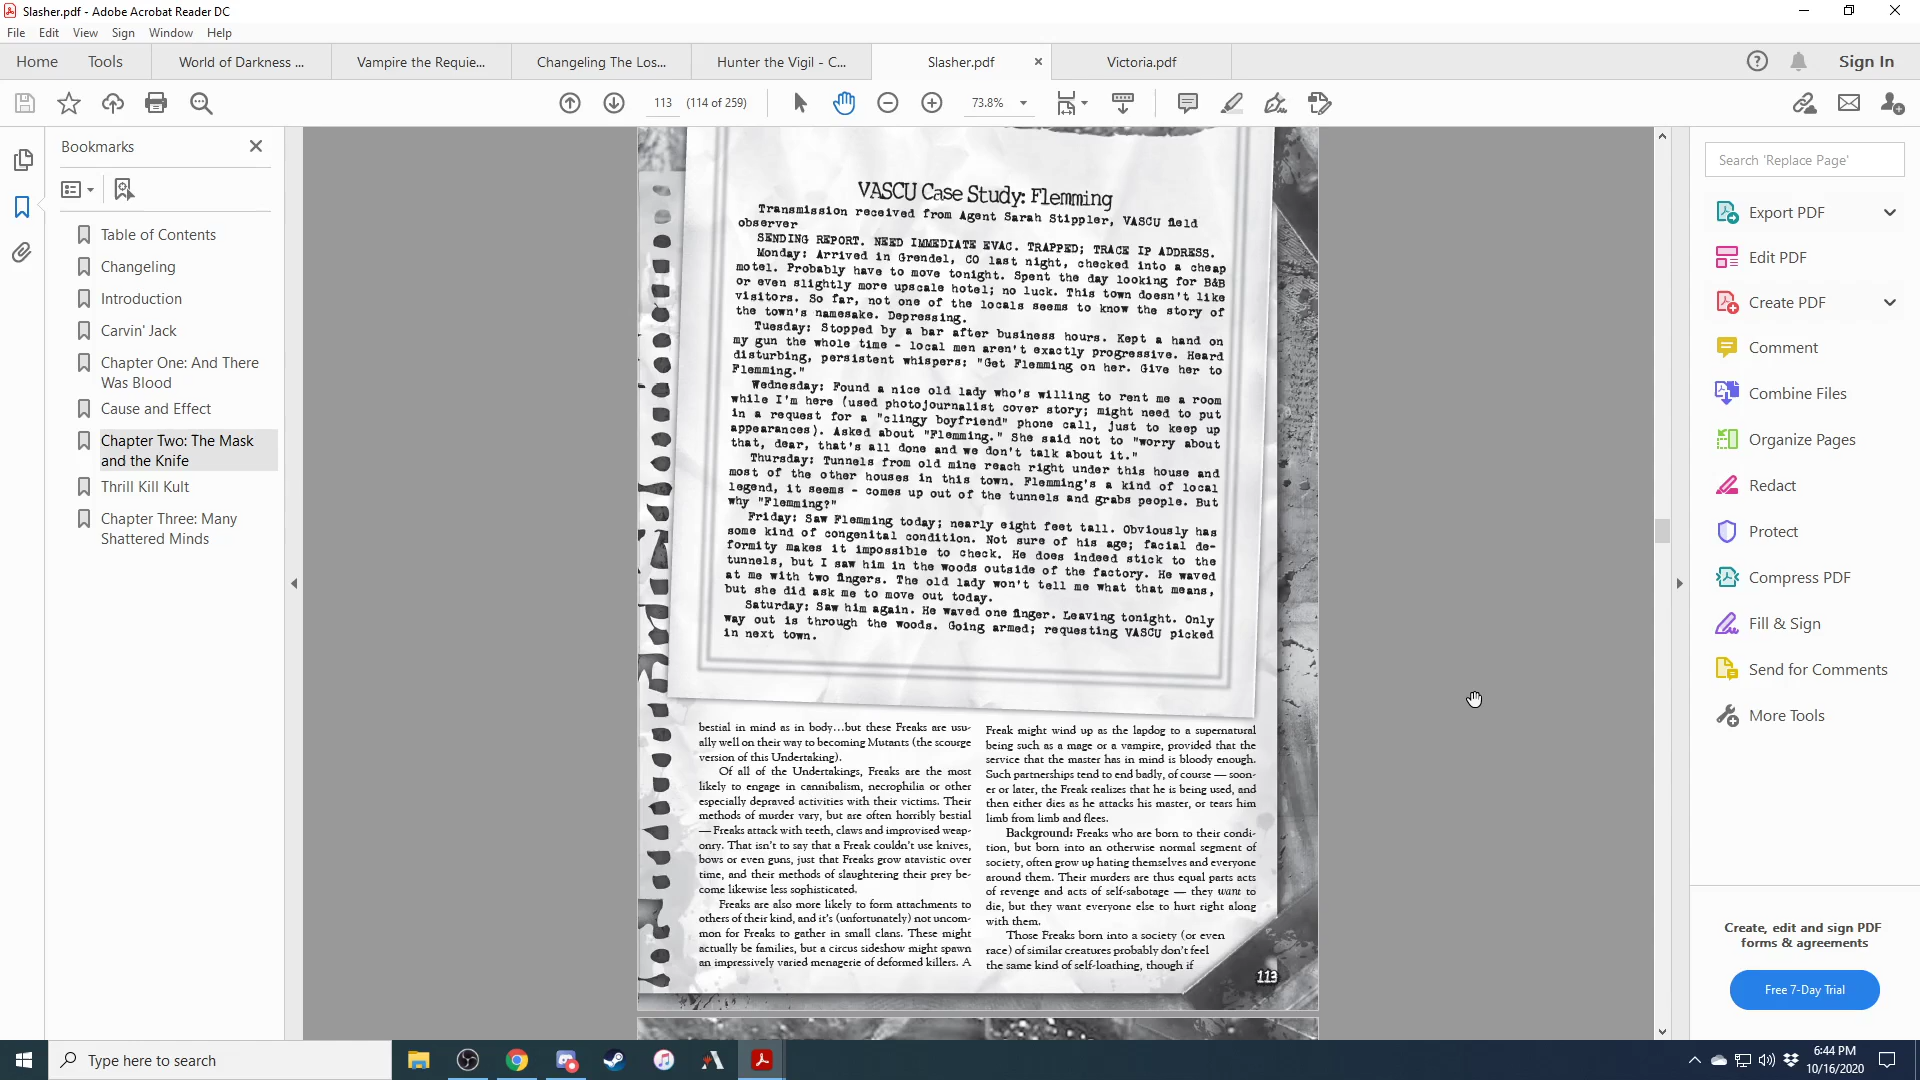 Slasher.pdf - Adobe Acrobat Reader DC
File Edit View Sign Window Help
Home Tools World of Darkness ... Vampire the Requie... Changeling The Los... Hunter the Vigil - C... Slasher.pdf Victoria.pdf Sign In
113 (114 of 259) 73.8%
Bookmarks
Table of Contents
Changeling
Introduction
Carvin' Jack
Chapter One: And There
Was Blood
Cause and Effect
Chapter Two: The Mask
and the Knife
Thrill Kill Kult
Chapter Three: Many
Shattered Minds
VASCU Case Study: Flemming
Transmission received from Agent Sarah Stippler, VASCU field
observer
SENDING REPORT. NEED IMMEDIATE EVAC. TRAPPED; TRACE IP ADDRESS.
Monday: Arrived in Grendel, CO last night, checked into a cheap
motel. Probably have to move tonight. Spent the day looking for B&B
or even slightly more upscale hotel; no luck. This town doesn't like
visitors. So far, not one of the locals seems to know the story of
the town's namesake. Depressing.
Tuesday: Stopped by a bar after business hours. Kept a hand on
my gun the whole time - local men aren't exactly progressive. Heard
disturbing, persistent whispers: "Get Flemming on her. Give her to
Flemming."
Wednesday: Found a nice old lady who's willing to rent me a room
while I'm here (used photojournalist cover story; might need to put
in a request for a "clingy boyfriend" phone call, just to keep up
appearances). Asked about "Flemming." She said not to "worry about
that, dear, that's all done and we don't talk about it."
Thursday: Tunnels from old mine reach right under this house and
most of the other houses in this town. Flemming's a kind of local
legend, it seems - comes up out of the tunnels and grabs people. But
why "Flemming?"
Friday: Saw Flemming today; nearly eight feet tall. Obviously has
some kind of congenital condition. Not sure of his age; facial de-
formity makes it impossible to check. He does indeed stick to the
tunnels, but I saw him in the woods outside of the factory. He waved
at me with two fingers. The old lady won't tell me what that means,
but she did ask me to move out today.
Saturday: Saw him again. He waved one finger. Leaving tonight. Only
way out is through the woods. Going armed; requesting VASCU picked
in next town.
bestial in mind as in body...but these Freaks are usu-
ally well on their way to becoming Mutants (the scourge
version of this Undertaking).
Of all of the Undertakings, Freaks are the most
likely to engage in cannibalism, necrophilia or other
especially depraved activities with their victims. Their
methods of murder vary, but are often horribly bestial
— Freaks attack with teeth, claws and improvised weap-
onry. That isn't to say that a Freak couldn't use knives,
bows or even guns, just that Freaks grow atavistic over
time, and their methods of slaughtering their prey be-
come likewise less sophisticated.
Freaks are also more likely to form attachments to
others of their kind, and it's (unfortunately) not uncom-
mon for Freaks to gather in small clans. These might
actually be families, but a circus sideshow might spawn
an impressively varied menagerie of deformed killers. A
Freak might wind up as the lapdog to a supernatural
being such as a mage or a vampire, provided that the
service that the master has in mind is bloody enough.
Such partnerships tend to end badly, of course — soon-
er or later, the Freak realizes that he is being used, and
then either dies as he attacks his master, or tears him
limb from limb and flees.
Background: Freaks who are born to their condi-
tion, but born into an otherwise normal segment of
society, often grow up hating themselves and everyone
around them. Their murders are thus equal parts acts
of revenge and acts of self-sabotage — they want to
die, but they want everyone else to hurt right along
with them.
Those Freaks born into a society (or even
race) of similar creatures probably don't feel
the same kind of self-loathing, though if
113
Search 'Replace Page'
Export PDF
Edit PDF
Create PDF
Comment
Combine Files
Organize Pages
Redact
Protect
Compress PDF
Fill & Sign
Send for Comments
More Tools
Create, edit and sign PDF
forms & agreements
Free 7-Day Trial
Type here to search
6:44 PM
10/16/2020